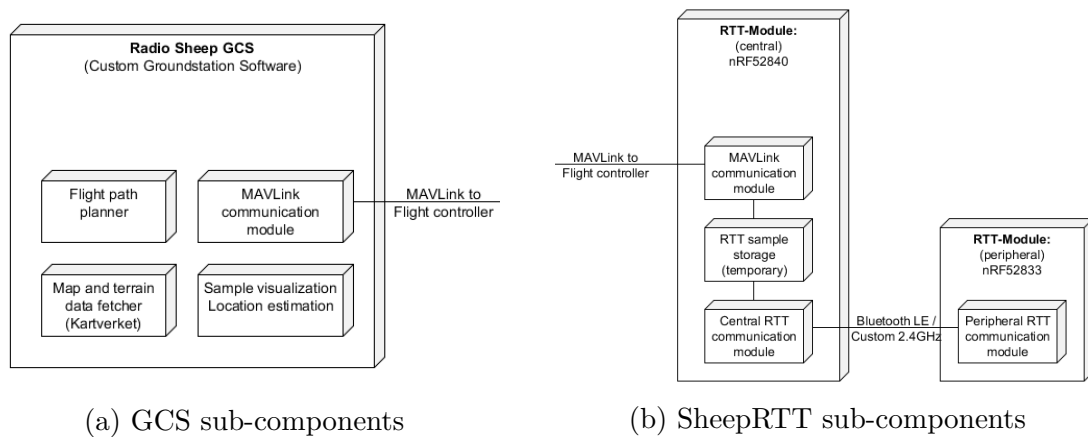 Radio Sheep GCS
(Custom Groundstation Software)
Flight path
planner
MAVLink
communication
module
MAVLink to
Flight controller
Map and terrain
data fetcher
(Kartverket)
Sample visualization
Location estimation
(a) GCS sub-components
RTT-Module:
(central)
nRF52840
MAVLink to
Flight controller
MAVLink
communication
module
RTT sample
storage
(temporary)
Central RTT
communication
module
Bluetooth LE /
Custom 2.4GHz
RTT-Module:
(peripheral)
nRF52833
Peripheral RTT
communication
module
(b) SheepRTT sub-components